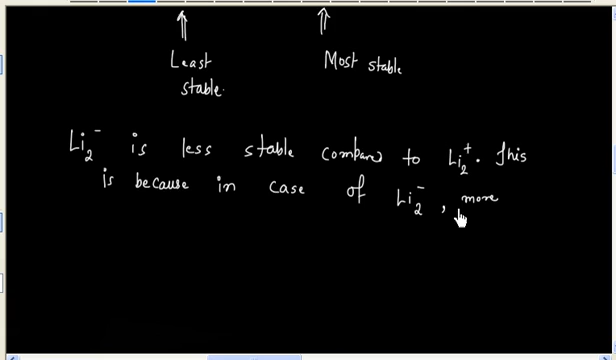 Least Most stable
stable.
Li₂⁻ is less stable compared to Li₂⁺. This
is because in case of Li₂⁻, more